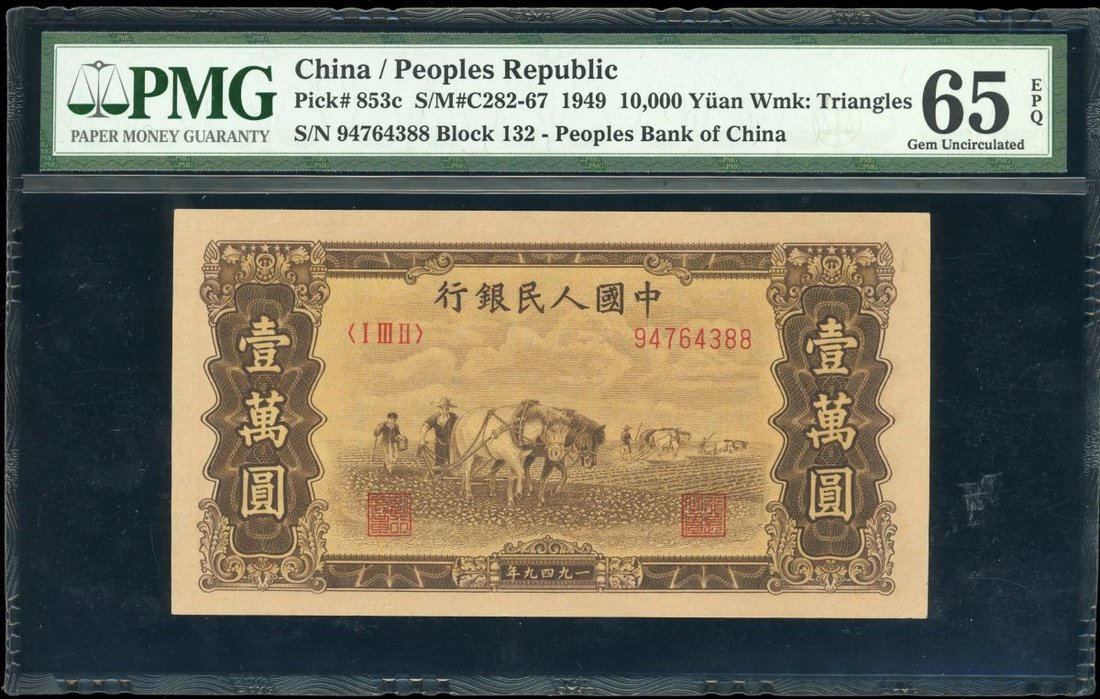 PMG
PAPER MONEY GUARANTY
China / Peoples Republic
Pick# 853c S/M#C282-67 1949 10,000 Yüan Wmk: Triangles
S/N 94764388 Block 132 - Peoples Bank of China
65
EPQ
Gem Uncirculated
行銀民人國中
〈I III II〉
94764388
壹萬圓
壹萬圓
年九四九一